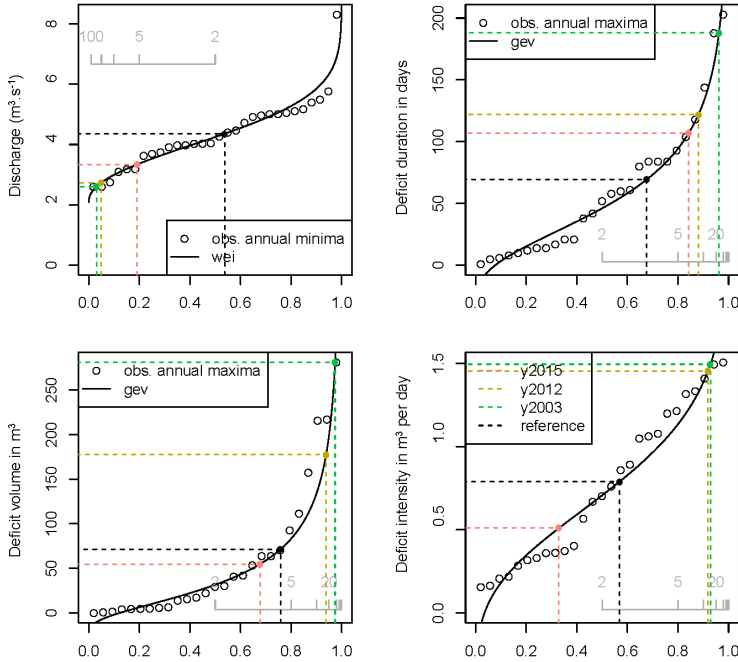 100 5 2
Discharge (m³.s⁻¹)
0 2 4 6 8
obs. annual minima
wei
0.0 0.2 0.4 0.6 0.8 1.0
obs. annual maxima
gev
Deficit duration in days
0 50 100 150 200
2 5 20
0.0 0.2 0.4 0.6 0.8 1.0
obs. annual maxima
gev
Deficit volume in m³
0 50 100 150 200 250
2 5 20
0.0 0.2 0.4 0.6 0.8 1.0
y2015
y2012
y2003
reference
Deficit intensity in m³ per day
0.0 0.5 1.0 1.5
2 5 20
0.0 0.2 0.4 0.6 0.8 1.0